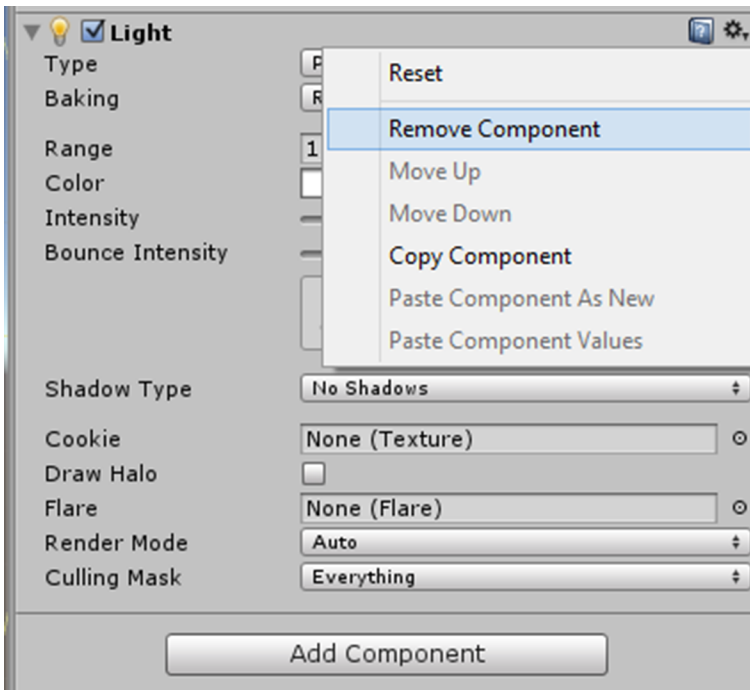 Light
Type P
Baking R
Reset
Remove Component
Move Up
Move Down
Copy Component
Paste Component As New
Paste Component Values
Range 1
Color
Intensity
Bounce Intensity
Shadow Type No Shadows
Cookie None (Texture)
Draw Halo
Flare None (Flare)
Render Mode Auto
Culling Mask Everything
Add Component